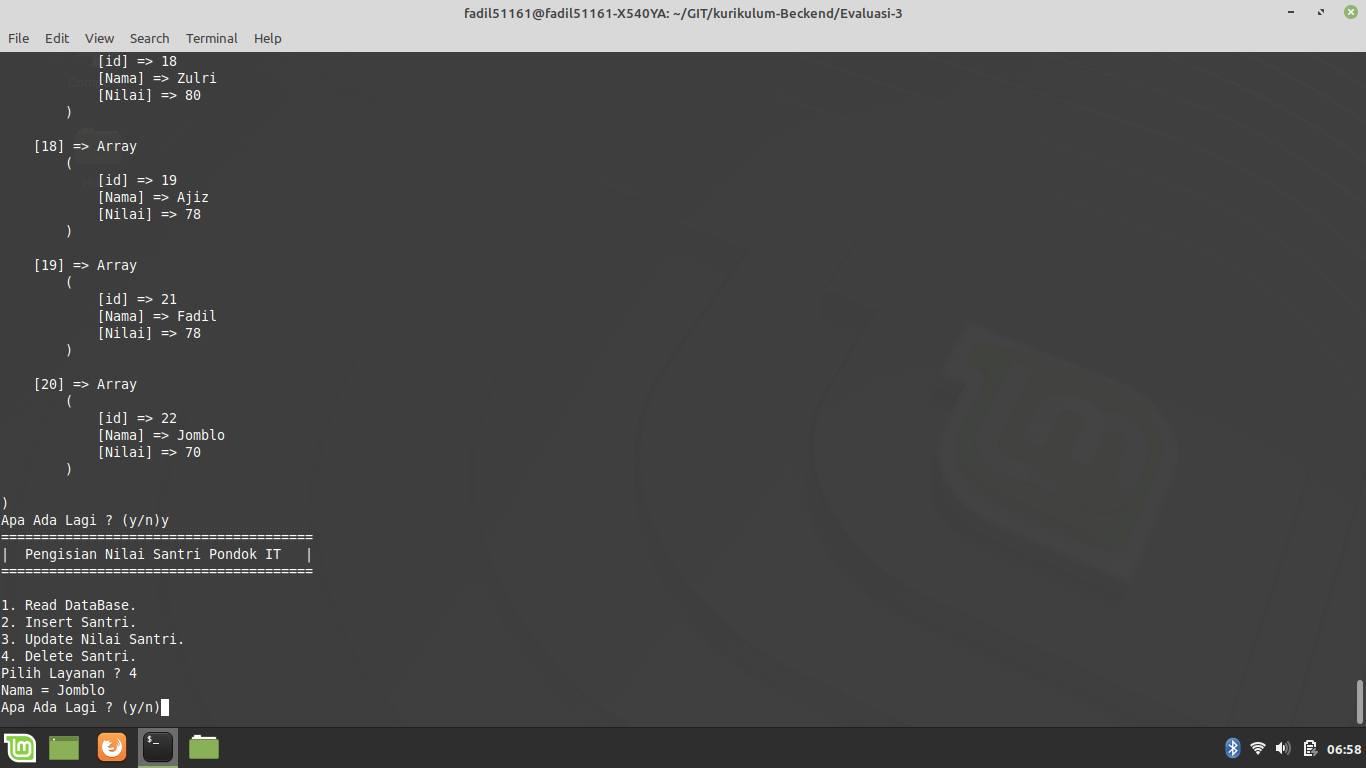 fadil51161@fadil51161-X540YA: ~/GIT/kurikulum-Beckend/Evaluasi-3
File Edit View Search Terminal Help
[id] => 18
[Nama] => Zulri
[Nilai] => 80
)
[18] => Array
(
[id] => 19
[Nama] => Ajiz
[Nilai] => 78
)
[19] => Array
(
[id] => 21
[Nama] => Fadil
[Nilai] => 78
)
[20] => Array
(
[id] => 22
[Nama] => Jomblo
[Nilai] => 70
)
)
Apa Ada Lagi ? (y/n)y
=======================================
|  Pengisian Nilai Santri Pondok IT   |
=======================================
1. Read DataBase.
2. Insert Santri.
3. Update Nilai Santri.
4. Delete Santri.
Pilih Layanan ? 4
Nama = Jomblo
Apa Ada Lagi ? (y/n)
06:58